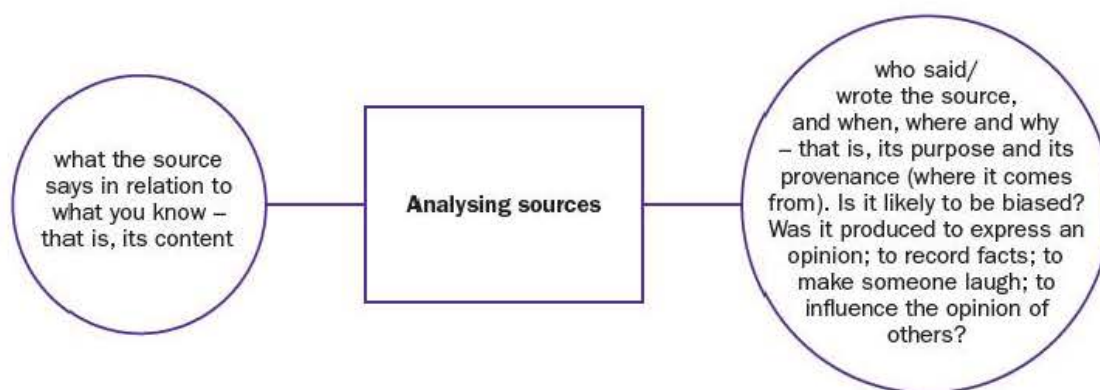 what the source
says in relation to
what you know –
that is, its content
Analysing sources
who said/
wrote the source,
and when, where and why
– that is, its purpose and its
provenance (where it comes
from). Is it likely to be biased?
Was it produced to express an
opinion; to record facts; to
make someone laugh; to
influence the opinion of
others?